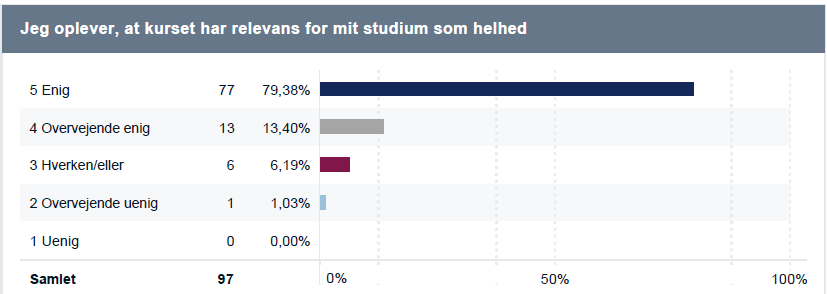 Jeg oplever, at kurset har relevans for mit studium som helhed
5 Enig 77 79,38%
4 Overvejende enig 13 13,40%
3 Hverken/eller 6 6,19%
2 Overvejende uenig 1 1,03%
1 Uenig 0 0,00%
Samlet 97 0% 50% 100%